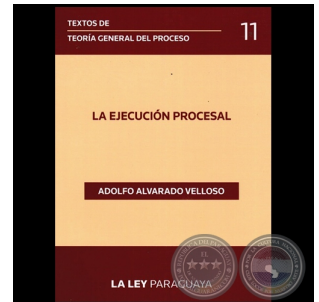 TEXTOS DE
TEORÍA GENERAL DEL PROCESO
11
LA EJECUCIÓN PROCESAL
ADOLFO ALVARADO VELLOSO
LA LEY PARAGUAYA